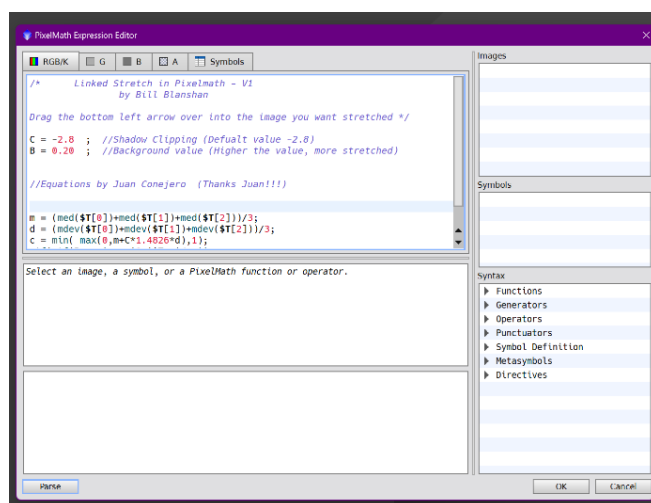 PixelMath Expression Editor
RGB/K
G
B
A
Symbols
/*      Linked Stretch in Pixelmath - V1
by Bill Blanshan
Drag the bottom left arrow over into the image you want stretched */
C = -2.8  ;  //Shadow Clipping (Defualt value -2.8)
B = 0.20  ;  //Background value (Higher the value, more stretched)
//Equations by Juan Conejero  (Thanks Juan!!!)
m = (med($T[0])+med($T[1])+med($T[2]))/3;
d = (mdev($T[0])+mdev($T[1])+mdev($T[2]))/3;
c = min( max(0,m+C*1.4826*d),1);
Select an image, a symbol, or a PixelMath function or operator.
Parse
Images
Symbols
Syntax
Functions
Generators
Operators
Punctuators
Symbol Definition
Metasymbols
Directives
OK
Cancel